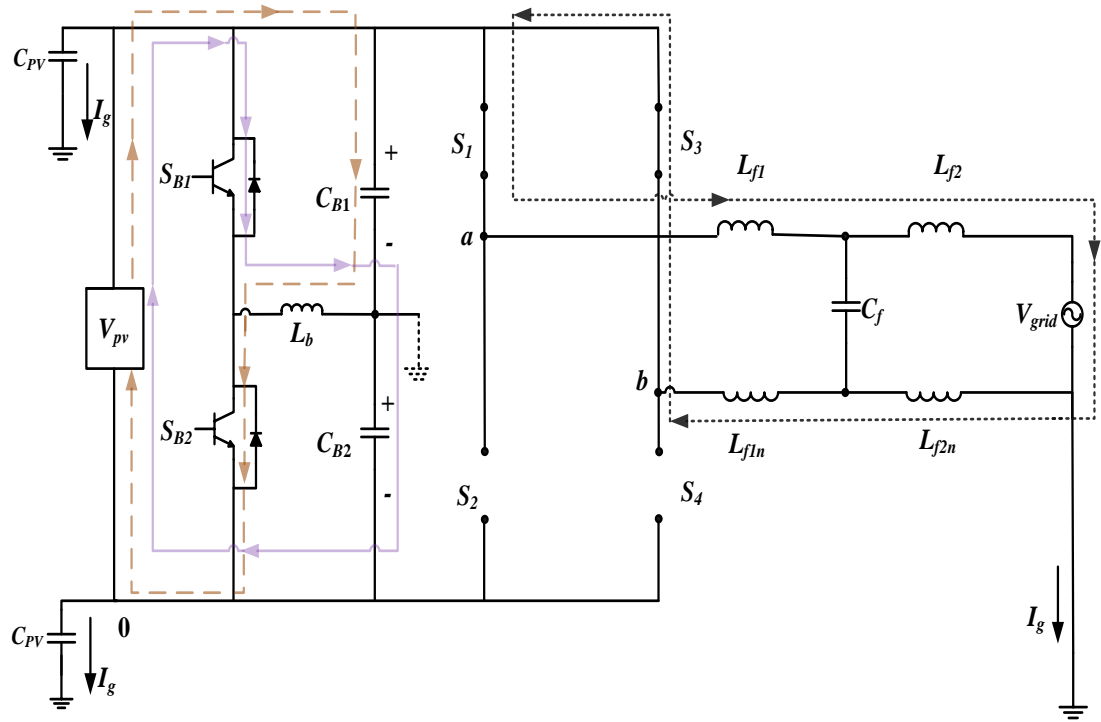 C_PV
I_g
S_B1
+
C_B1
-
S_1
S_3
L_f1
L_f2
a
V_pv
L_b
C_f
V_grid
b
S_B2
+
C_B2
-
L_f1n
L_f2n
S_2
S_4
C_PV
0
I_g
I_g